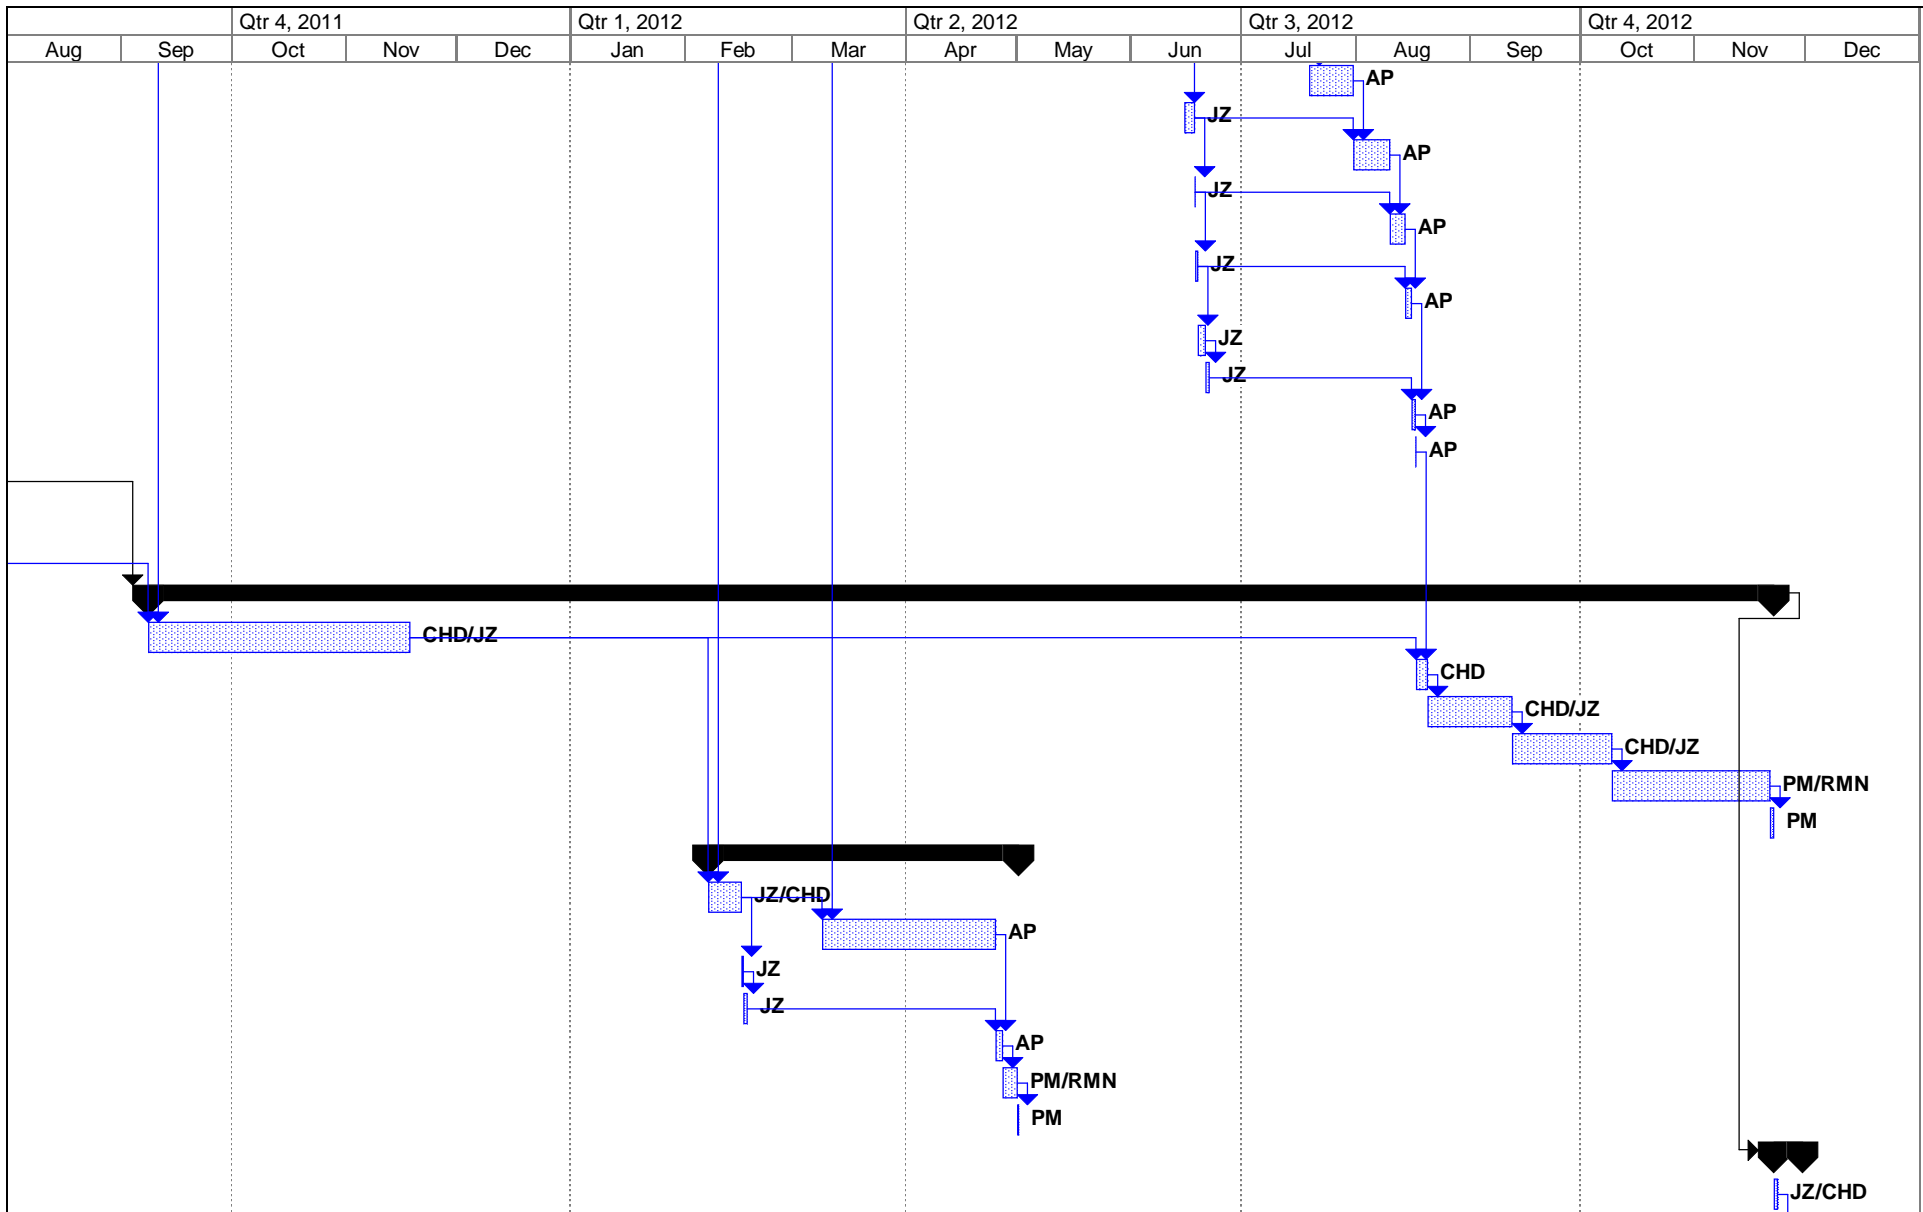 Qtr 4, 2011 Qtr 1, 2012 Qtr 2, 2012 Qtr 3, 2012 Qtr 4, 2012
Aug Sep Oct Nov Dec Jan Feb Mar Apr May Jun Jul Aug Sep Oct Nov Dec
AP
JZ
AP
JZ
AP
JZ
AP
JZ
JZ
AP
AP
CHD/JZ
CHD
CHD/JZ
CHD/JZ
PM/RMN
PM
JZ/CHD
AP
JZ
JZ
AP
PM/RMN
PM
JZ/CHD